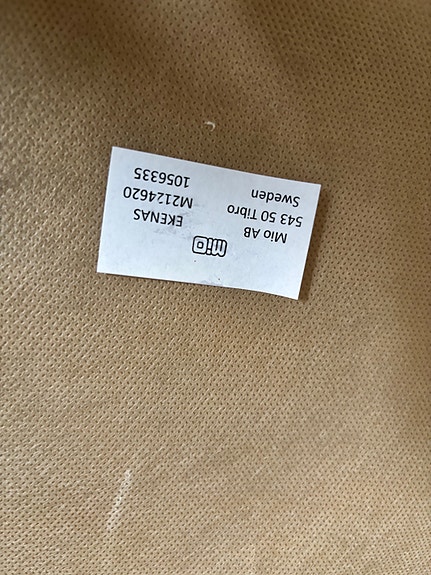 mio
Mio AB
543 50 Tibro
Sweden
EKENAS
M2124620
1056335